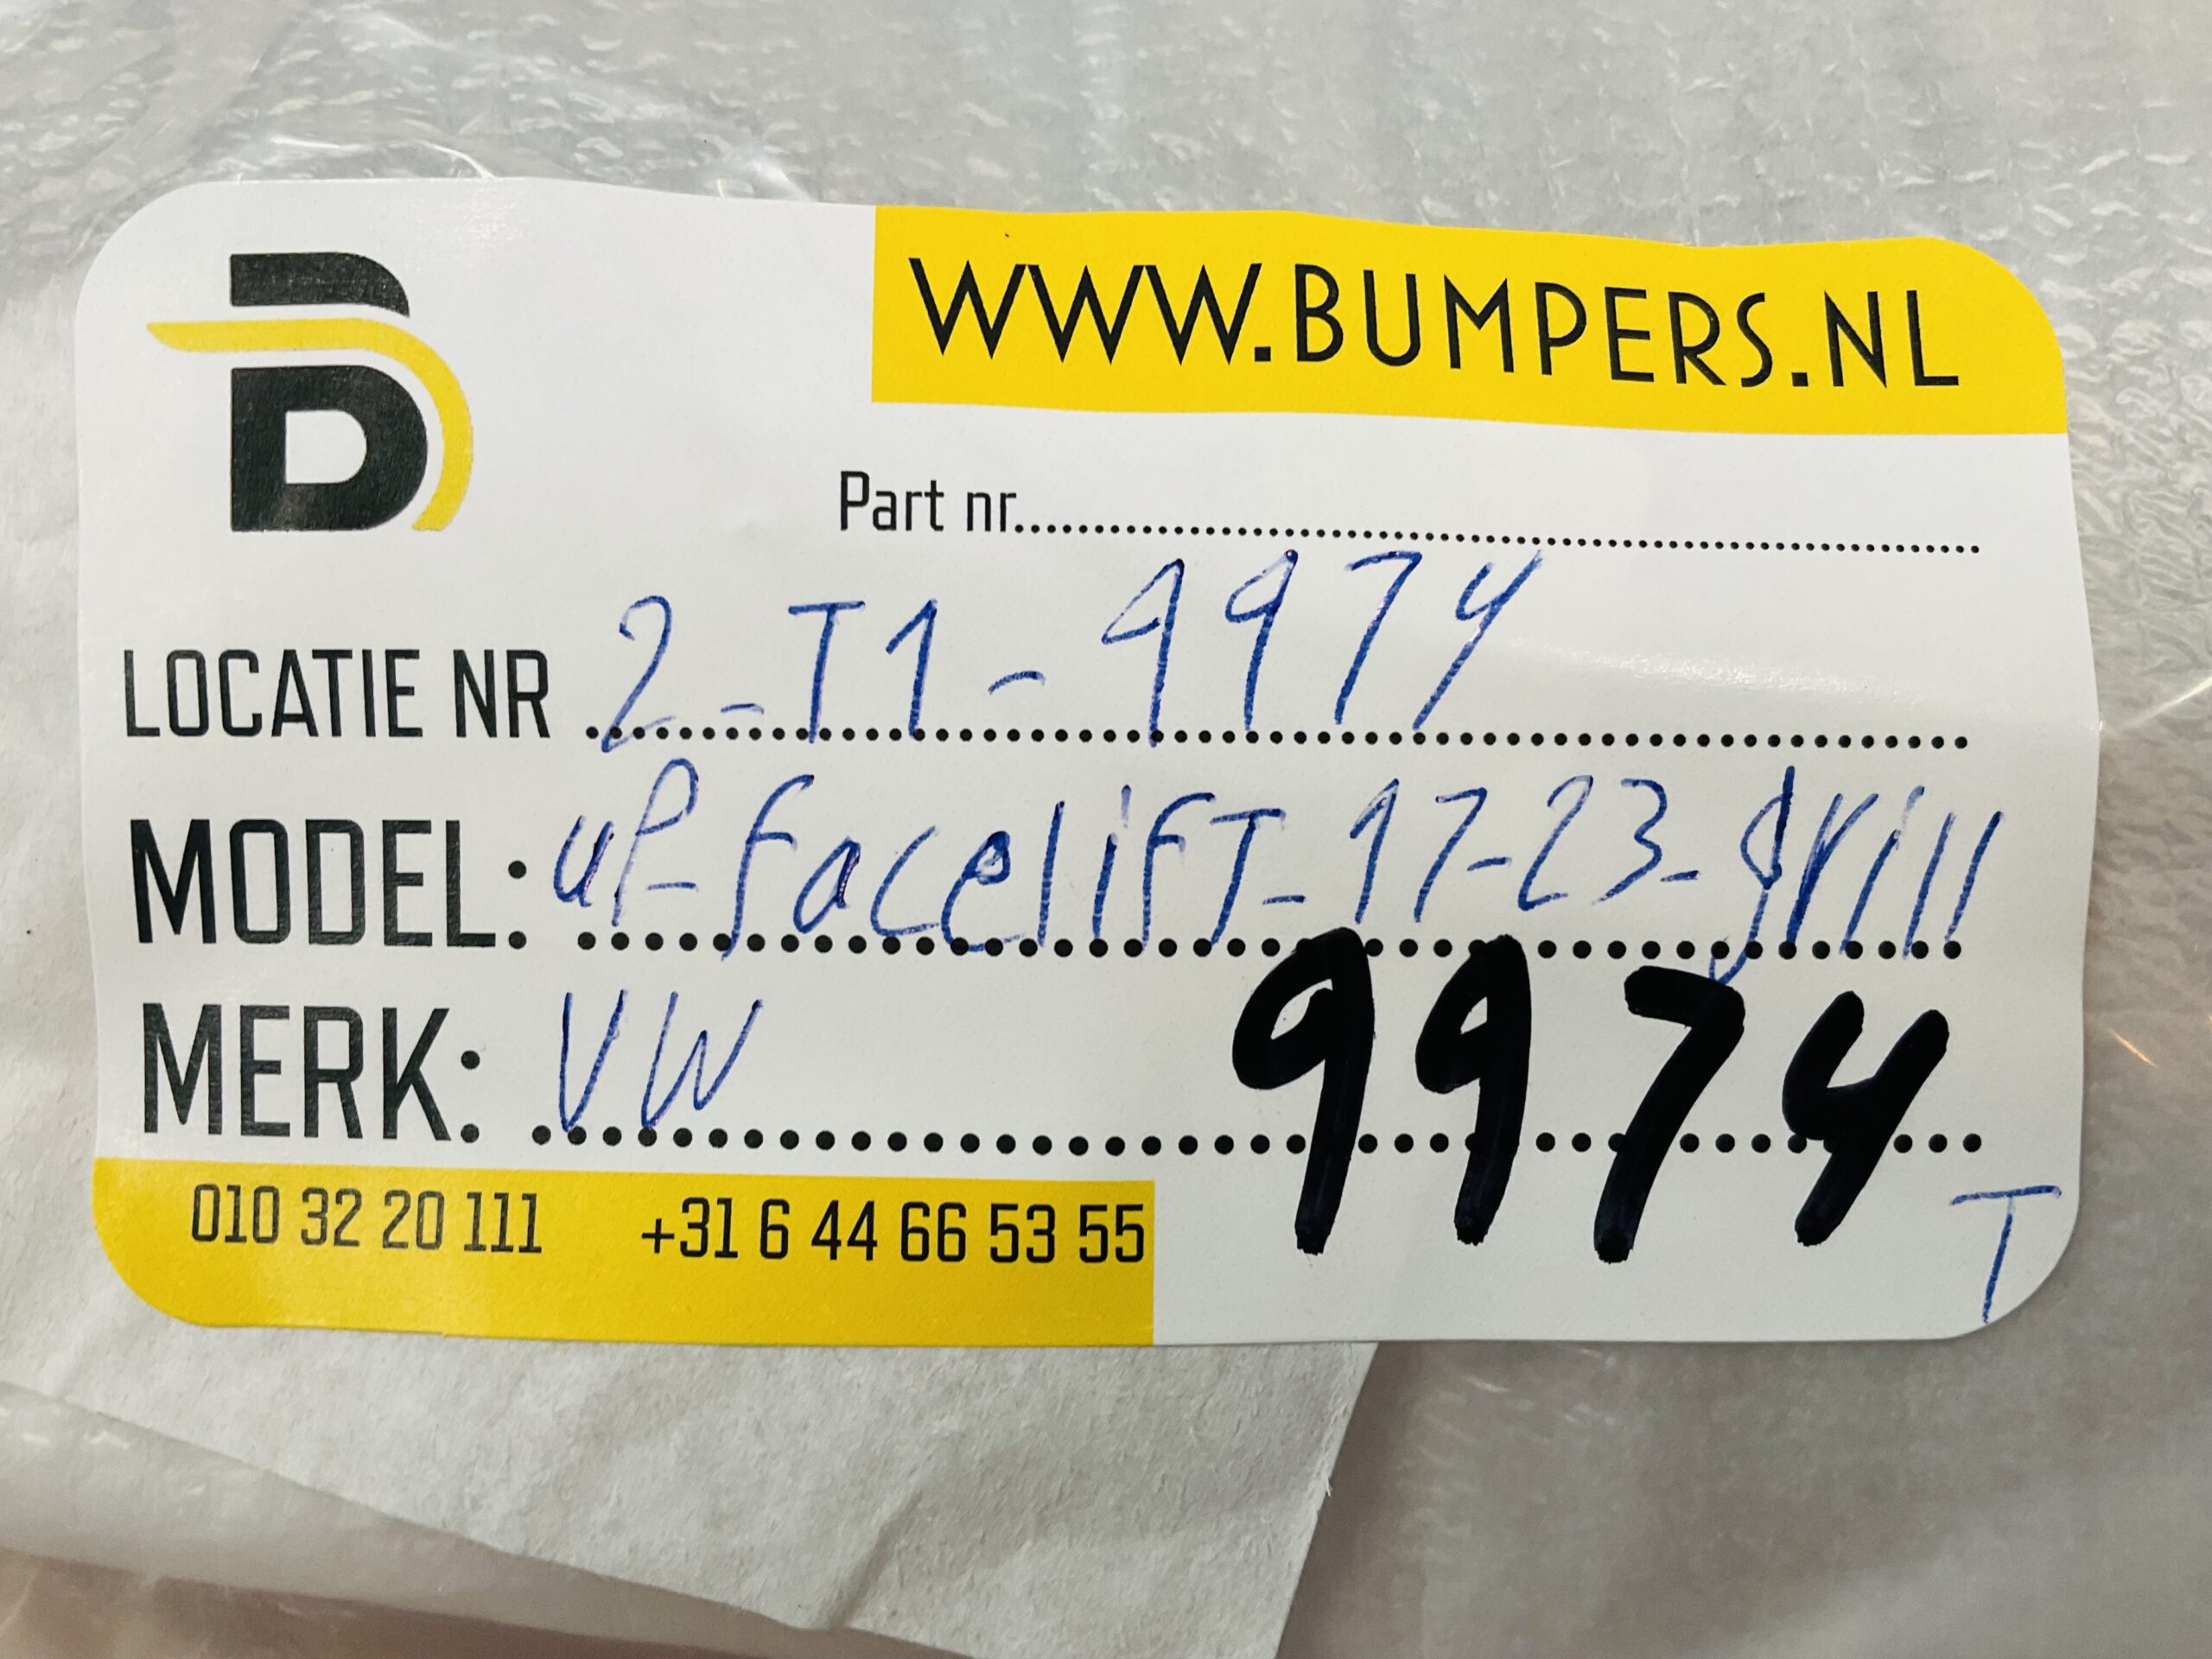 B
WWW.BUMPERS.NL
Part nr..........
LOCATIE NR 2-T1-9974
MODEL: uP-facelifT-17-23-grill
MERK: VW
9974
010 32 20 111 +31 6 44 66 53 55
T